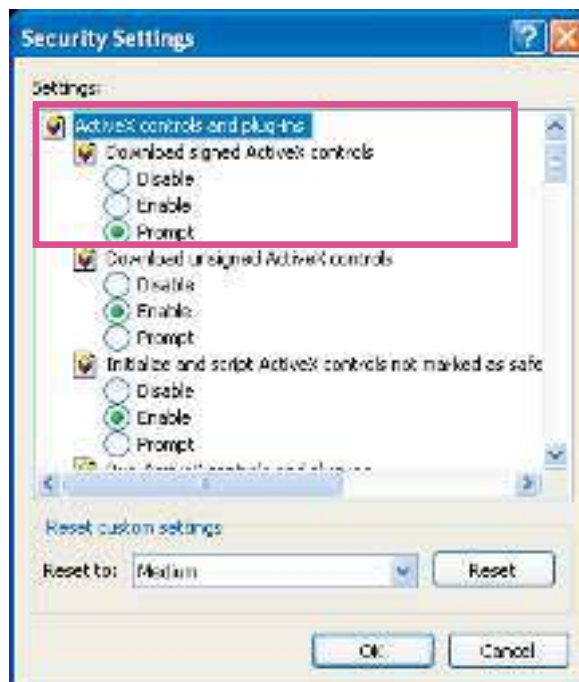 Security Settings
Settings:
ActiveX controls and plug-ins
Download signed ActiveX controls
Disable
Enable
Prompt
Download unsigned ActiveX controls
Disable
Enable
Prompt
Initialize and script ActiveX controls not marked as safe
Disable
Enable
Prompt
Reset custom settings
Reset to: Medium Reset
OK Cancel